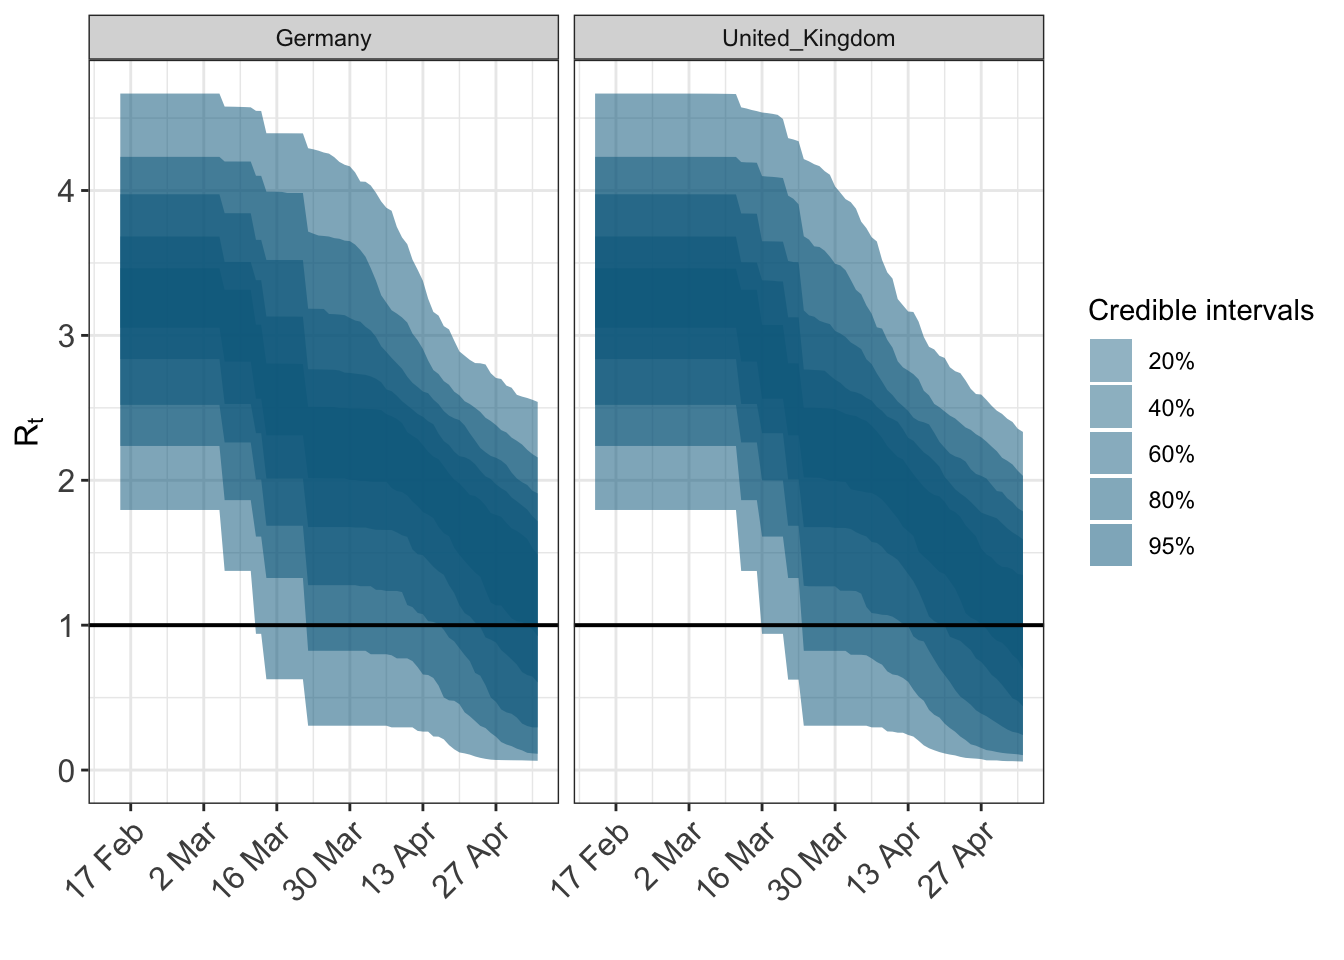 Germany
United_Kingdom
Rt
4
3
2
1
0
17 Feb
2 Mar
16 Mar
30 Mar
13 Apr
27 Apr
17 Feb
2 Mar
16 Mar
30 Mar
13 Apr
27 Apr
Credible intervals
20%
40%
60%
80%
95%